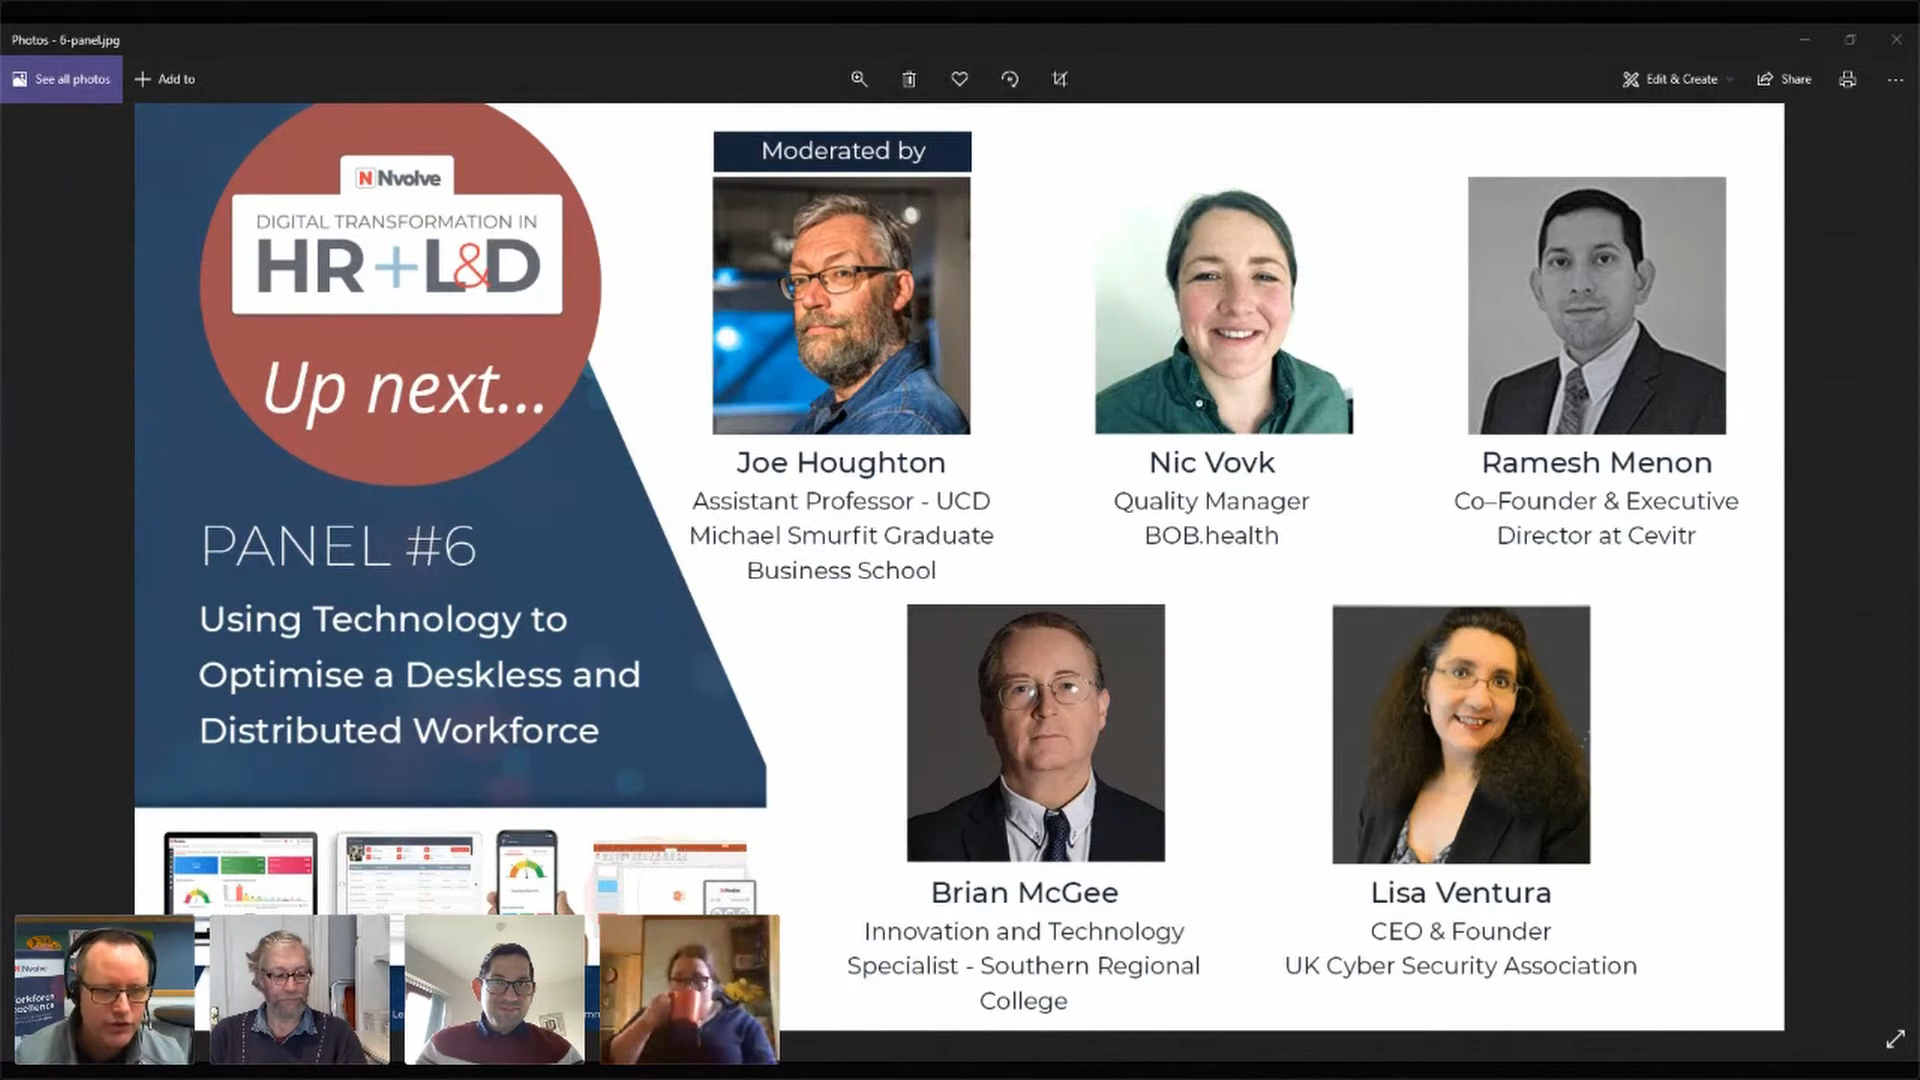 Photos - 6-panel.jpg
See all photos
Add to
Edit & Create
Share
N Nvolve
DIGITAL TRANSFORMATION IN
HR+L&D
Up next...
PANEL #6
Using Technology to
Optimise a Deskless and
Distributed Workforce
Moderated by
Joe Houghton
Assistant Professor - UCD
Michael Smurfit Graduate
Business School
Nic Vovk
Quality Manager
BOB.health
Ramesh Menon
Co–Founder & Executive
Director at Cevitr
Brian McGee
Innovation and Technology
Specialist - Southern Regional
College
Lisa Ventura
CEO & Founder
UK Cyber Security Association
Nvolve